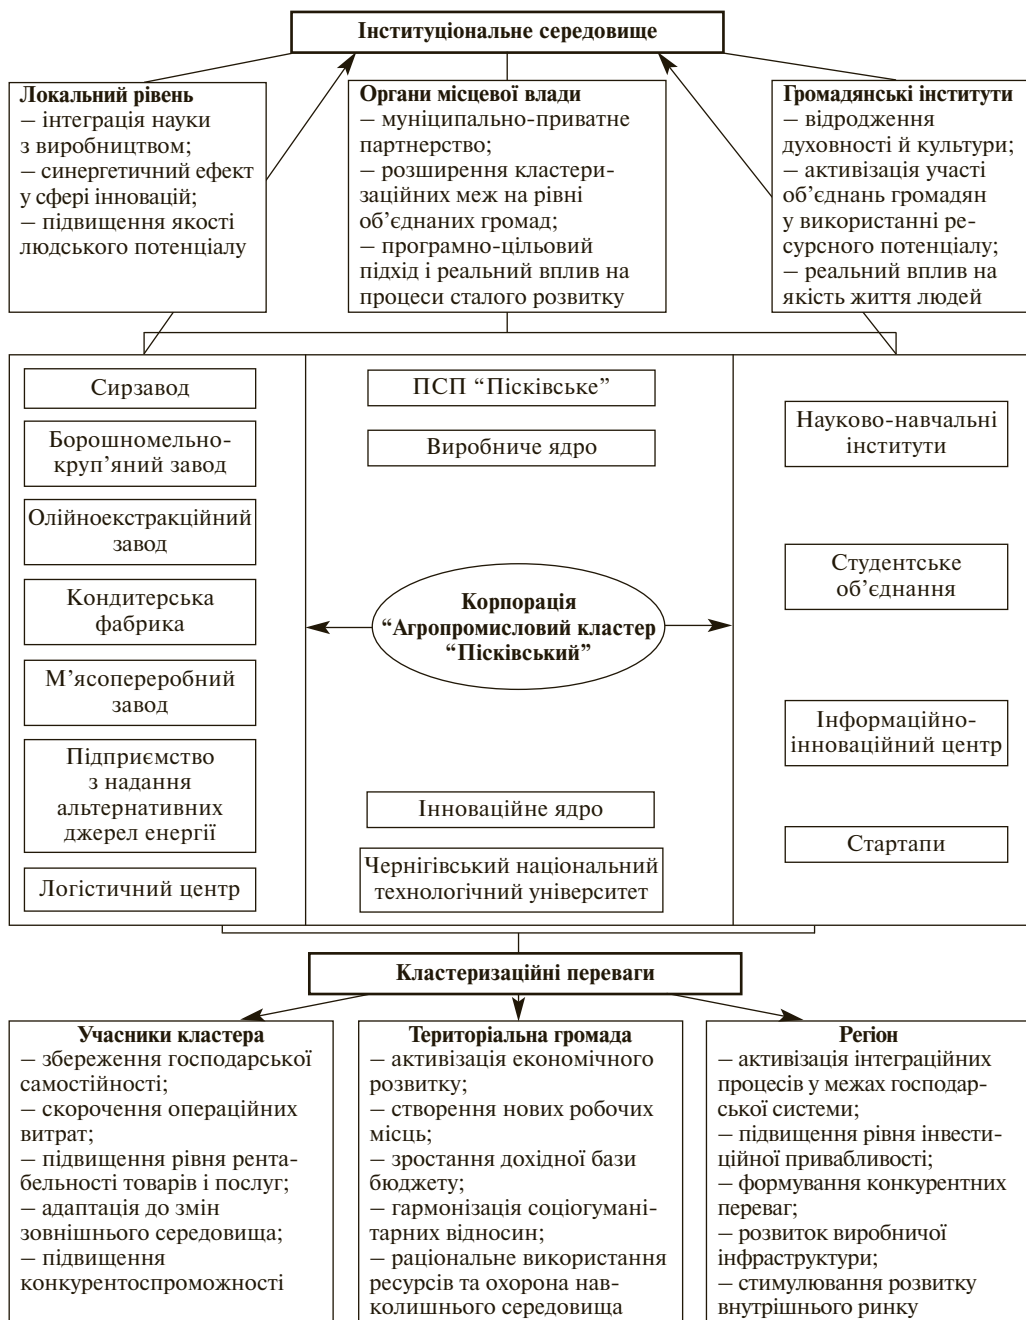 Інституціональне середовище
Локальний рівень
– інтеграція науки
з виробництвом;
– синергетичний ефект
у сфері інновацій;
– підвищення якості
людського потенціалу
Органи місцевої влади
– муніципально-приватне
партнерство;
– розширення кластери-
заційних меж на рівні
об’єднаних громад;
– програмно-цільовий
підхід і реальний вплив на
процеси сталого розвитку
Громадянські інститути
– відродження
духовності й культури;
– активізація участі
об’єднань громадян
у використанні ре-
сурсного потенціалу;
– реальний вплив на
якість життя людей
Сирзавод
Борошномельно-
круп’яний завод
Олійноекстракційний
завод
Кондитерська
фабрика
М’ясопереробний
завод
Підприємство
з надання
альтернативних
джерел енергії
Логістичний центр
ПСП “Пісківське”
Виробниче ядро
Корпорація
“Агропромисловий кластер
“Пісківський”
Інноваційне ядро
Чернігівський національний
технологічний університет
Науково-навчальні
інститути
Студентське
об’єднання
Інформаційно-
інноваційний центр
Стартапи
Кластеризаційні переваги
Учасники кластера
– збереження господарської
самостійності;
– скорочення операційних
витрат;
– підвищення рівня рента-
бельності товарів і послуг;
– адаптація до змін
зовнішнього середовища;
– підвищення
конкурентоспроможності
Територіальна громада
– активізація економічного
розвитку;
– створення нових робочих
місць;
– зростання дохідної бази
бюджету;
– гармонізація соціогумані-
тарних відносин;
– раціональне використання
ресурсів та охорона нав-
колишнього середовища
Регіон
– активізація інтеграційних
процесів у межах господар-
ської системи;
– підвищення рівня інвести-
ційної привабливості;
– формування конкурентних
переваг;
– розвиток виробничої
інфраструктури;
– стимулювання розвитку
внутрішнього ринку